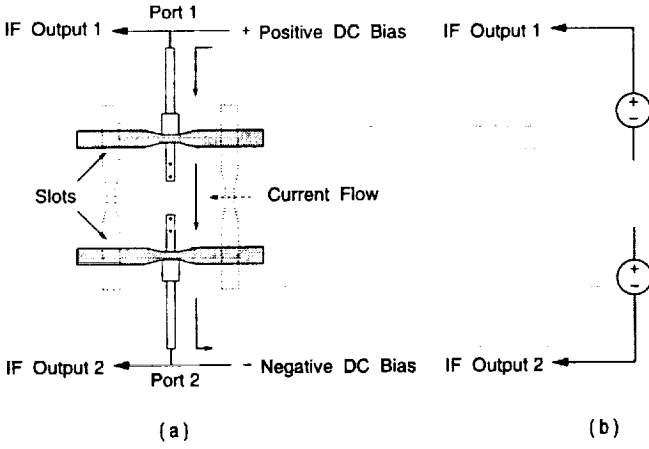 Port 1
IF Output 1
+ Positive DC Bias
IF Output 1
+
−
Slots
Current Flow
+
−
IF Output 2
Port 2
− Negative DC Bias
IF Output 2
(a)
(b)